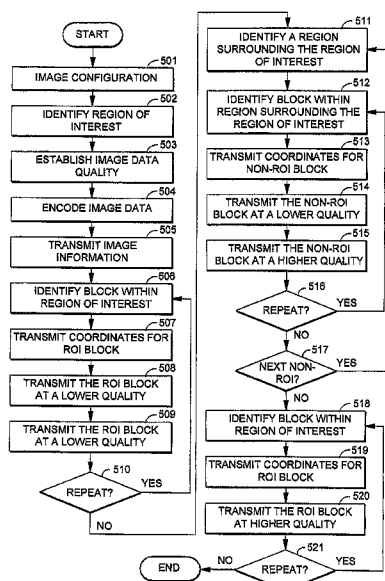 START
501
IMAGE CONFIGURATION
502
IDENTIFY REGION OF
INTEREST
503
ESTABLISH IMAGE DATA
QUALITY
504
ENCODE IMAGE DATA
505
TRANSMIT IMAGE
INFORMATION
506
IDENTIFY BLOCK WITHIN
REGION OF INTEREST
507
TRANSMIT COORDINATES FOR
ROI BLOCK
508
TRANSMIT THE ROI BLOCK
AT A LOWER QUALITY
509
TRANSMIT THE ROI BLOCK
AT A LOWER QUALITY
510
REPEAT?
YES
NO
511
IDENTIFY A REGION
SURROUNDING THE REGION
OF INTEREST
512
IDENTIFY BLOCK WITHIN
REGION SURROUNDING THE
REGION OF INTEREST
513
TRANSMIT COORDINATES FOR
NON-ROI BLOCK
514
TRANSMIT THE NON-ROI
BLOCK AT A LOWER QUALITY
515
TRANSMIT THE NON-ROI
BLOCK AT A HIGHER QUALITY
516
REPEAT?
YES
NO
517
NEXT NON-
ROI?
YES
NO
518
IDENTIFY BLOCK WITHIN
REGION OF INTEREST
519
TRANSMIT COORDINATES FOR
ROI BLOCK
520
TRANSMIT THE ROI BLOCK
AT HIGHER QUALITY
521
REPEAT?
YES
NO
END